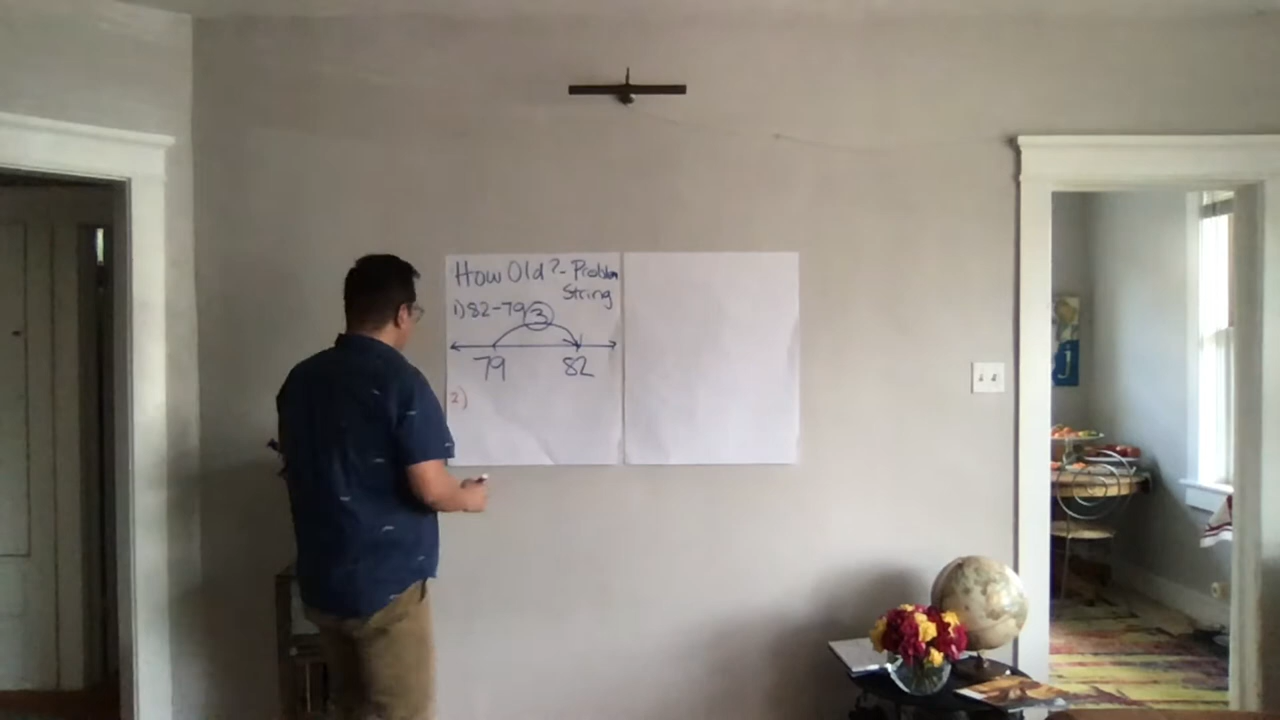 How Old? - Problem
String
1) 82-79 3
79 82
2)
J